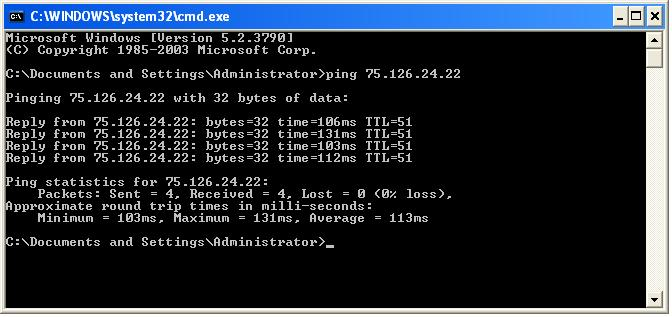 C:\WINDOWS\system32\cmd.exe
Microsoft Windows [Version 5.2.3790]
(C) Copyright 1985-2003 Microsoft Corp.
C:\Documents and Settings\Administrator>ping 75.126.24.22
Pinging 75.126.24.22 with 32 bytes of data:
Reply from 75.126.24.22: bytes=32 time=106ms TTL=51
Reply from 75.126.24.22: bytes=32 time=131ms TTL=51
Reply from 75.126.24.22: bytes=32 time=103ms TTL=51
Reply from 75.126.24.22: bytes=32 time=112ms TTL=51
Ping statistics for 75.126.24.22:
    Packets: Sent = 4, Received = 4, Lost = 0 (0% loss),
Approximate round trip times in milli-seconds:
    Minimum = 103ms, Maximum = 131ms, Average = 113ms
C:\Documents and Settings\Administrator>_